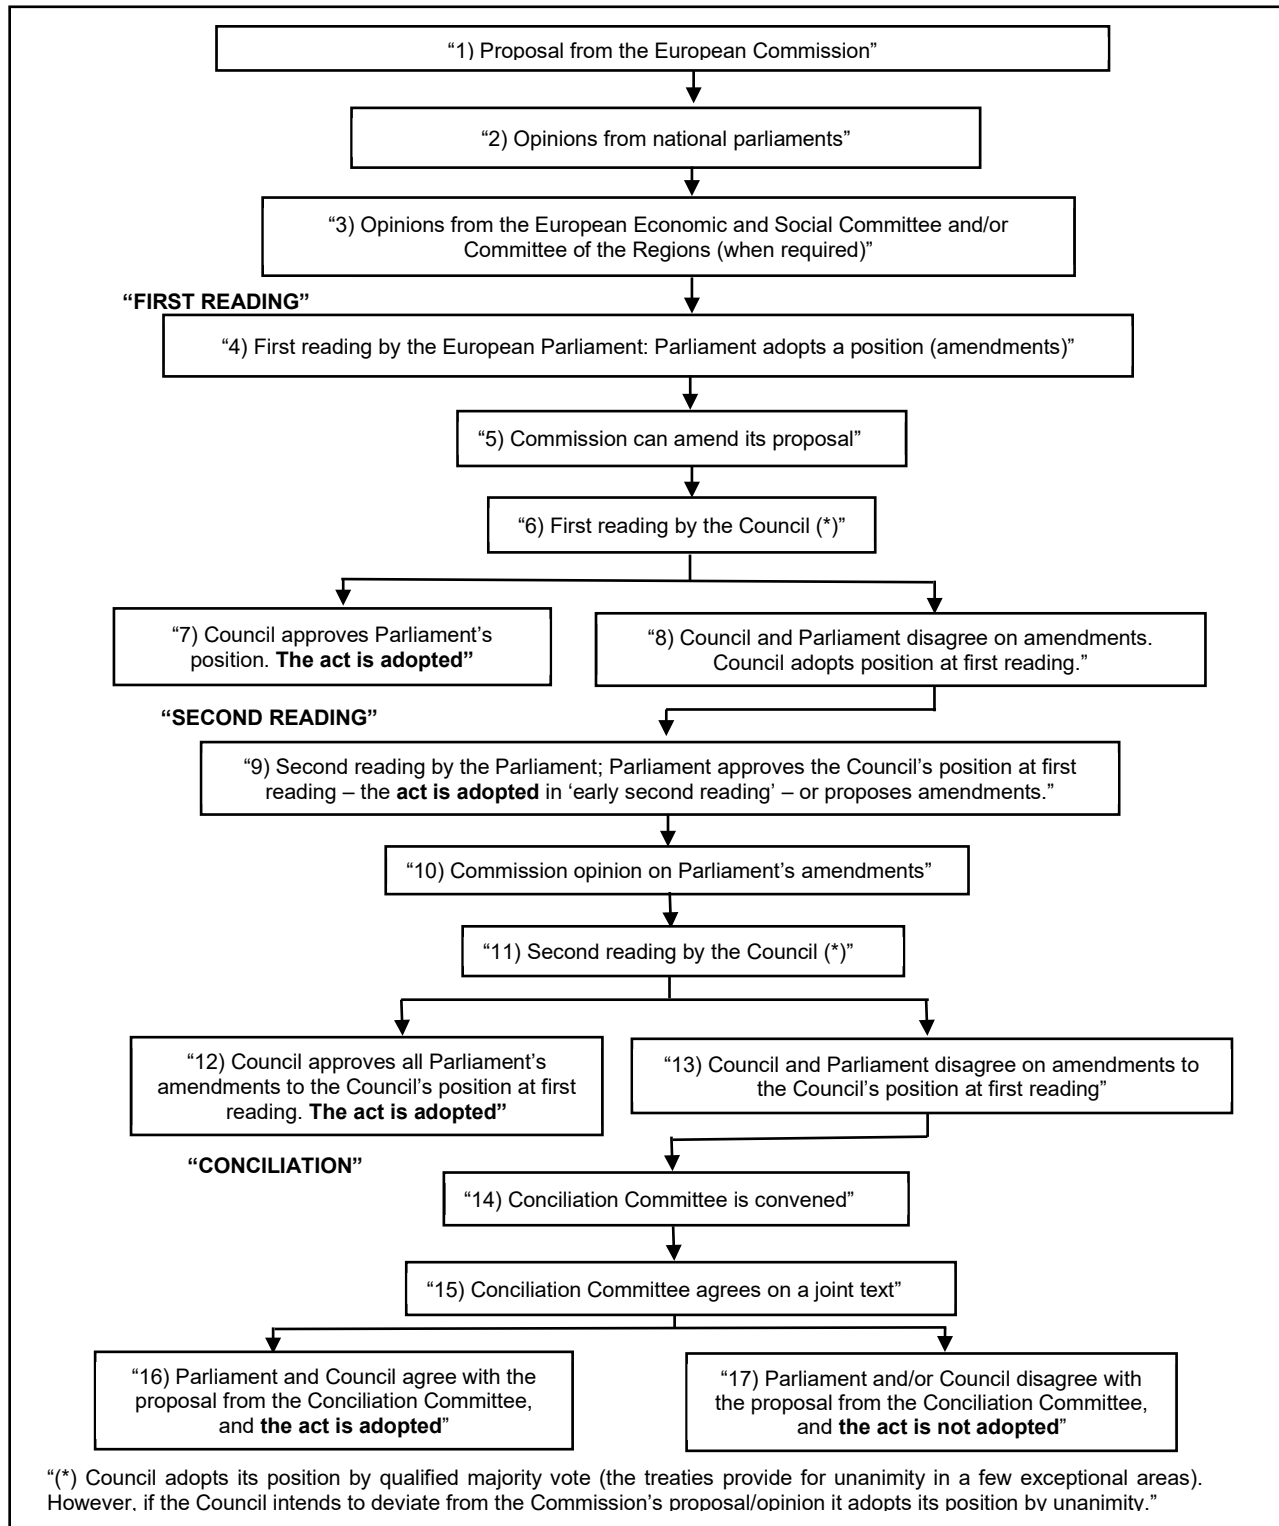 “1) Proposal from the European Commission”
“2) Opinions from national parliaments”
“3) Opinions from the European Economic and Social Committee and/or
Committee of the Regions (when required)”
“FIRST READING”
“4) First reading by the European Parliament: Parliament adopts a position (amendments)”
“5) Commission can amend its proposal”
“6) First reading by the Council (*)”
“7) Council approves Parliament’s
position. The act is adopted”
“8) Council and Parliament disagree on amendments.
Council adopts position at first reading.”
“SECOND READING”
“9) Second reading by the Parliament; Parliament approves the Council’s position at first
reading – the act is adopted in ‘early second reading’ – or proposes amendments.”
“10) Commission opinion on Parliament’s amendments”
“11) Second reading by the Council (*)”
“12) Council approves all Parliament’s
amendments to the Council’s position at first
reading. The act is adopted”
“13) Council and Parliament disagree on amendments to
the Council’s position at first reading”
“CONCILIATION”
“14) Conciliation Committee is convened”
“15) Conciliation Committee agrees on a joint text”
“16) Parliament and Council agree with the
proposal from the Conciliation Committee,
and the act is adopted”
“17) Parliament and/or Council disagree with
the proposal from the Conciliation Committee,
and the act is not adopted”
“(*) Council adopts its position by qualified majority vote (the treaties provide for unanimity in a few exceptional areas).
However, if the Council intends to deviate from the Commission’s proposal/opinion it adopts its position by unanimity.”